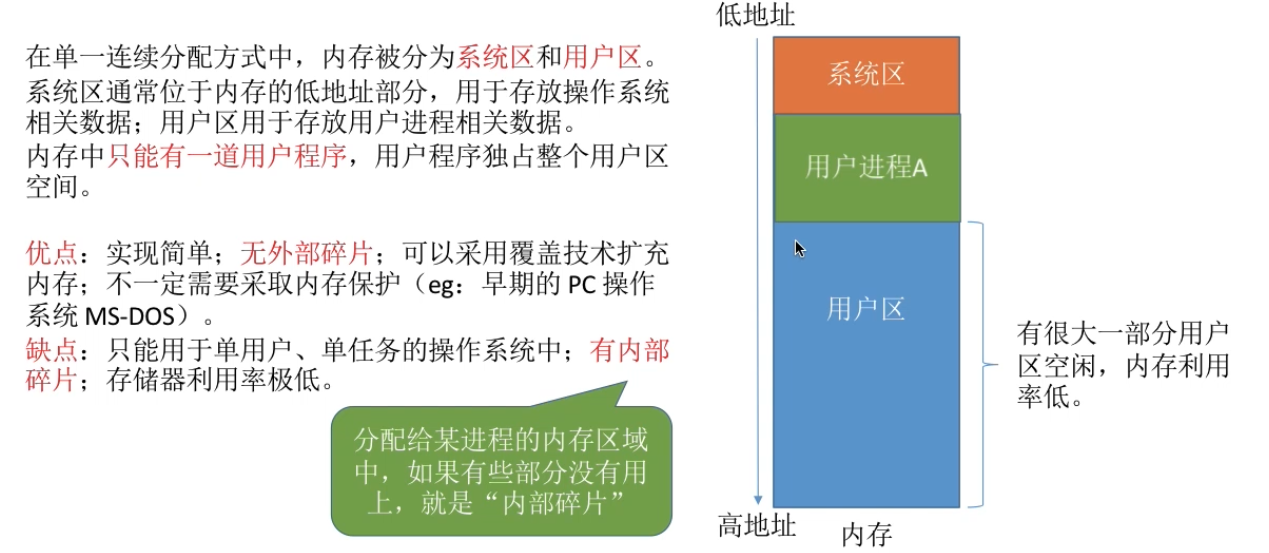 在单一连续分配方式中，内存被分为系统区和用户区。
系统区通常位于内存的低地址部分，用于存放操作系统
相关数据；用户区用于存放用户进程相关数据。
内存中只能有一道用户程序，用户程序独占整个用户区
空间。
优点：实现简单；无外部碎片；可以采用覆盖技术扩充
内存；不一定需要采取内存保护（eg：早期的 PC 操作
系统 MS-DOS）。
缺点：只能用于单用户、单任务的操作系统中；有内部
碎片；存储器利用率极低。
分配给某进程的内存区域
中，如果有些部分没有用
上，就是“内部碎片”
低地址
系统区
用户进程A
用户区
有很大一部分用户
区空闲，内存利用
率低。
高地址
内存